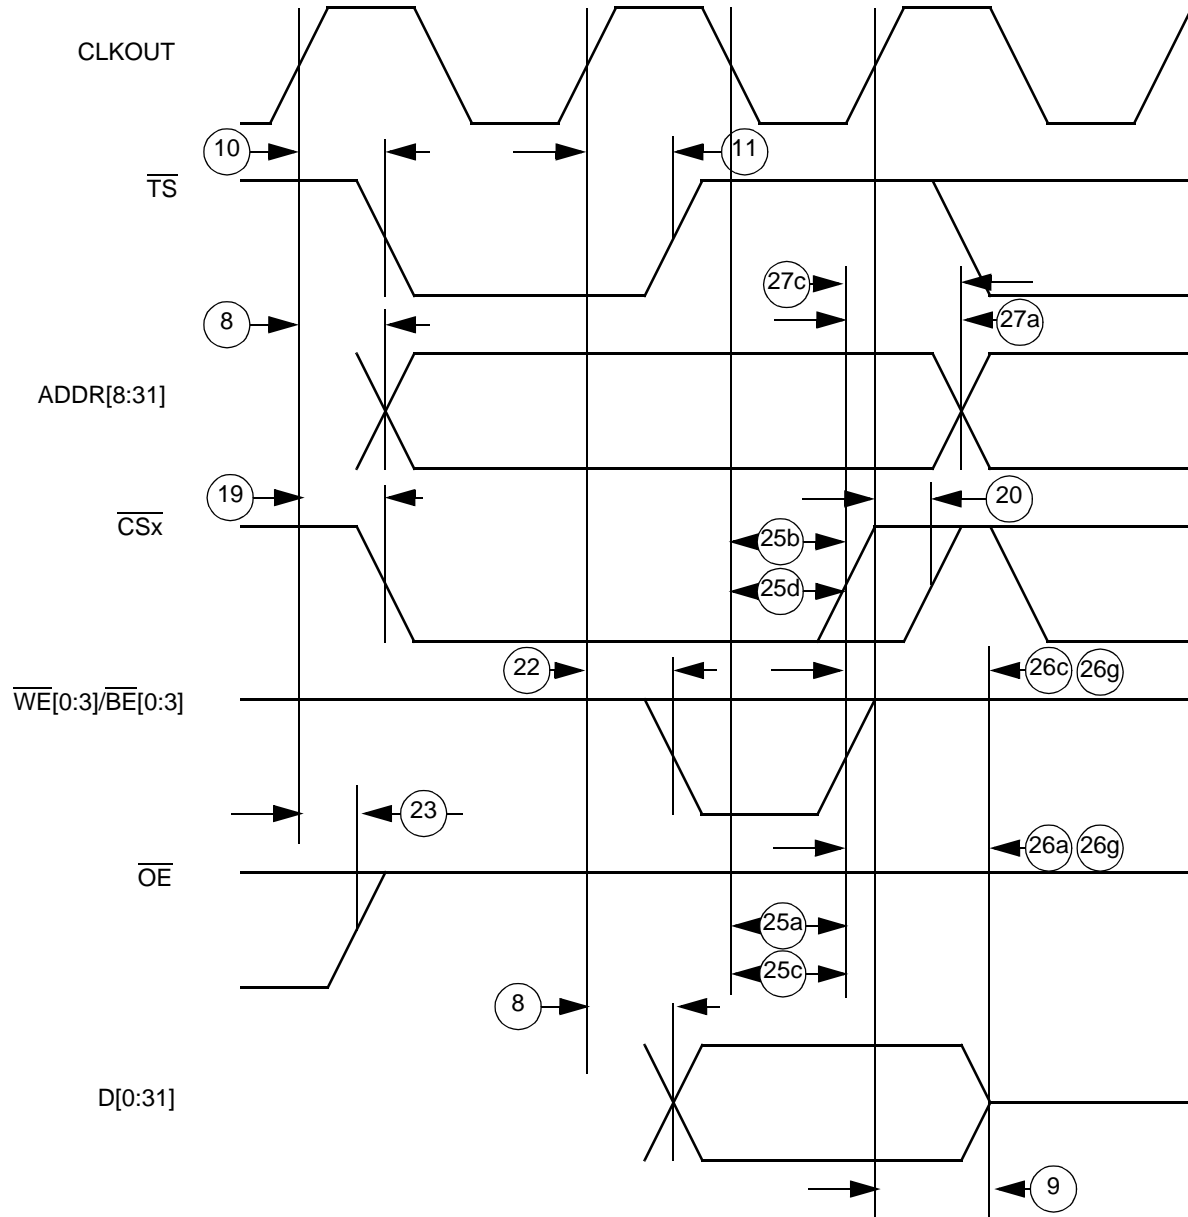 CLKOUT
10
11
TS
27c
8
27a
ADDR[8:31]
19
20
CSx
25b
25d
22
26c 26g
WE[0:3]/BE[0:3]
23
26a 26g
OE
25a
25c
8
D[0:31]
9